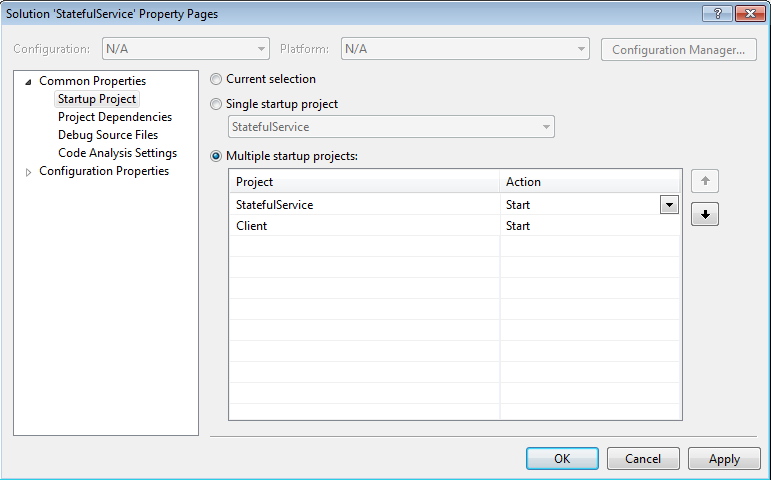 Solution 'StatefulService' Property Pages
Configuration: N/A Platform: N/A Configuration Manager...
Common Properties
Startup Project
Project Dependencies
Debug Source Files
Code Analysis Settings
Configuration Properties
Current selection
Single startup project
StatefulService
Multiple startup projects:
Project Action
StatefulService Start
Client Start
OK Cancel Apply